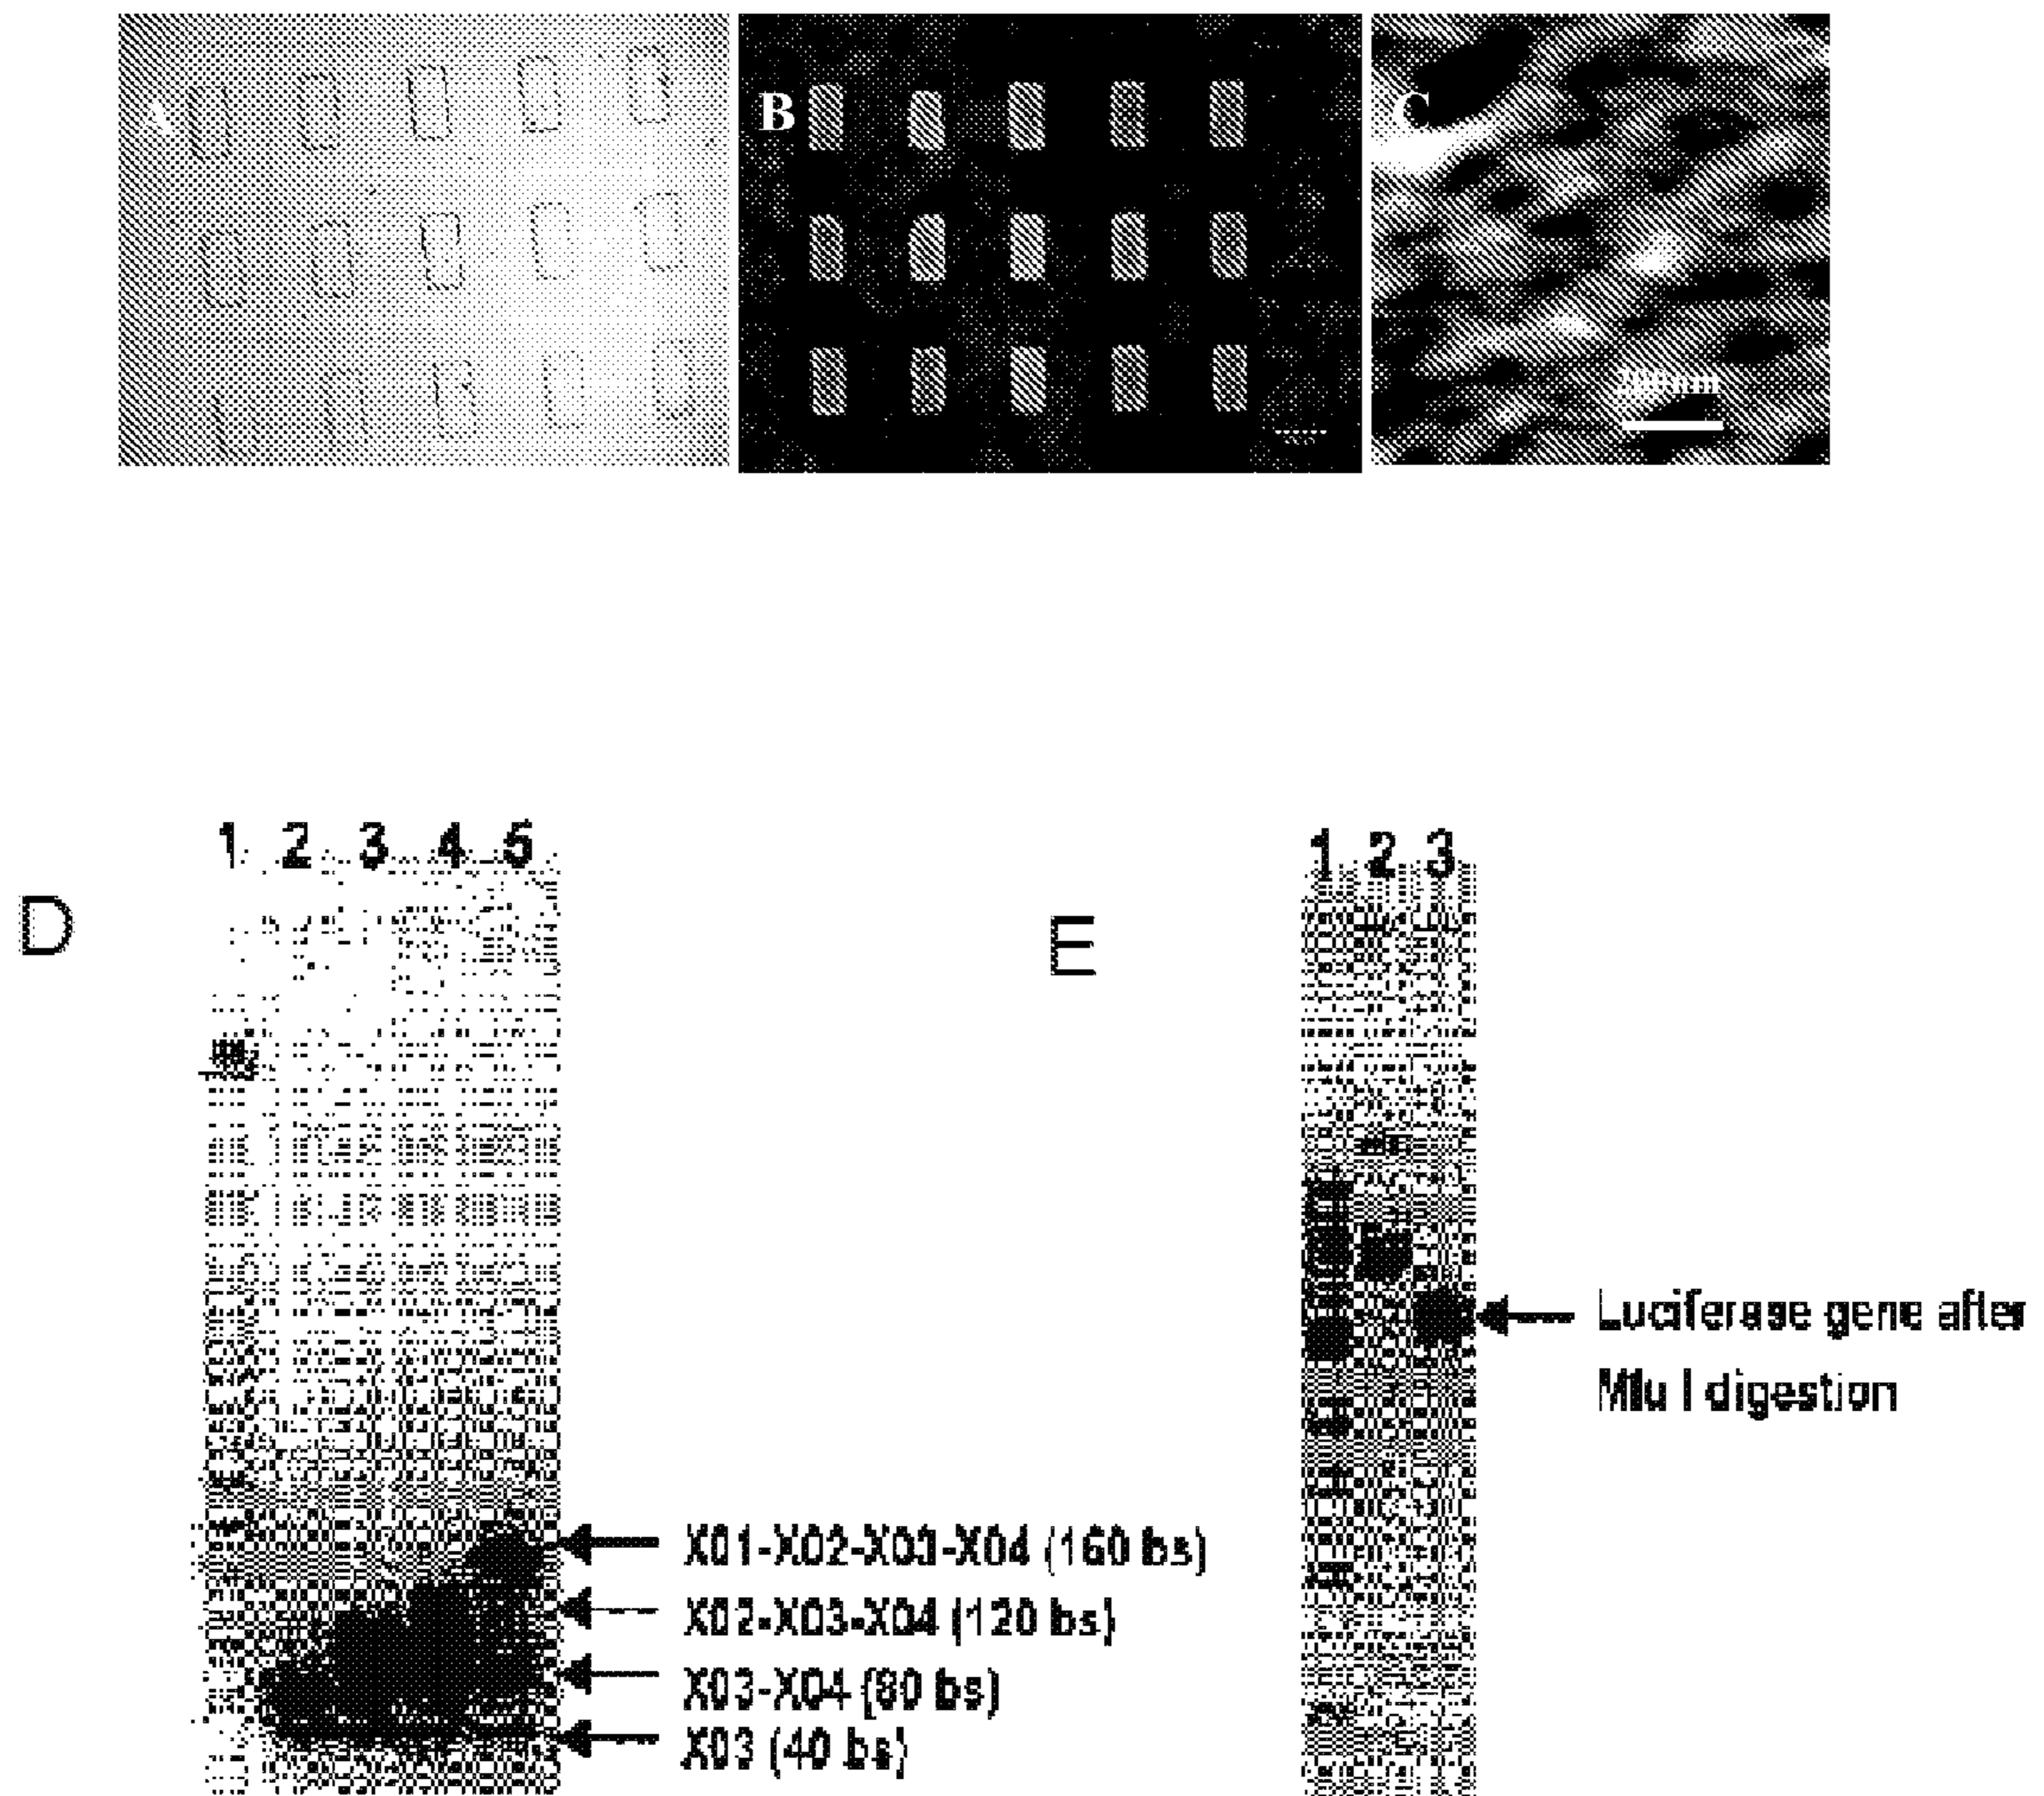 A
B
C
200nm
1 2 3 4 5
D
1 2 3
E
Luciferase gene after
Mlu I digestion
X01-X02-X03-X04 (160 bs)
X02-X03-X04 (120 bs)
X03-X04 (80 bs)
X03 (40 bs)